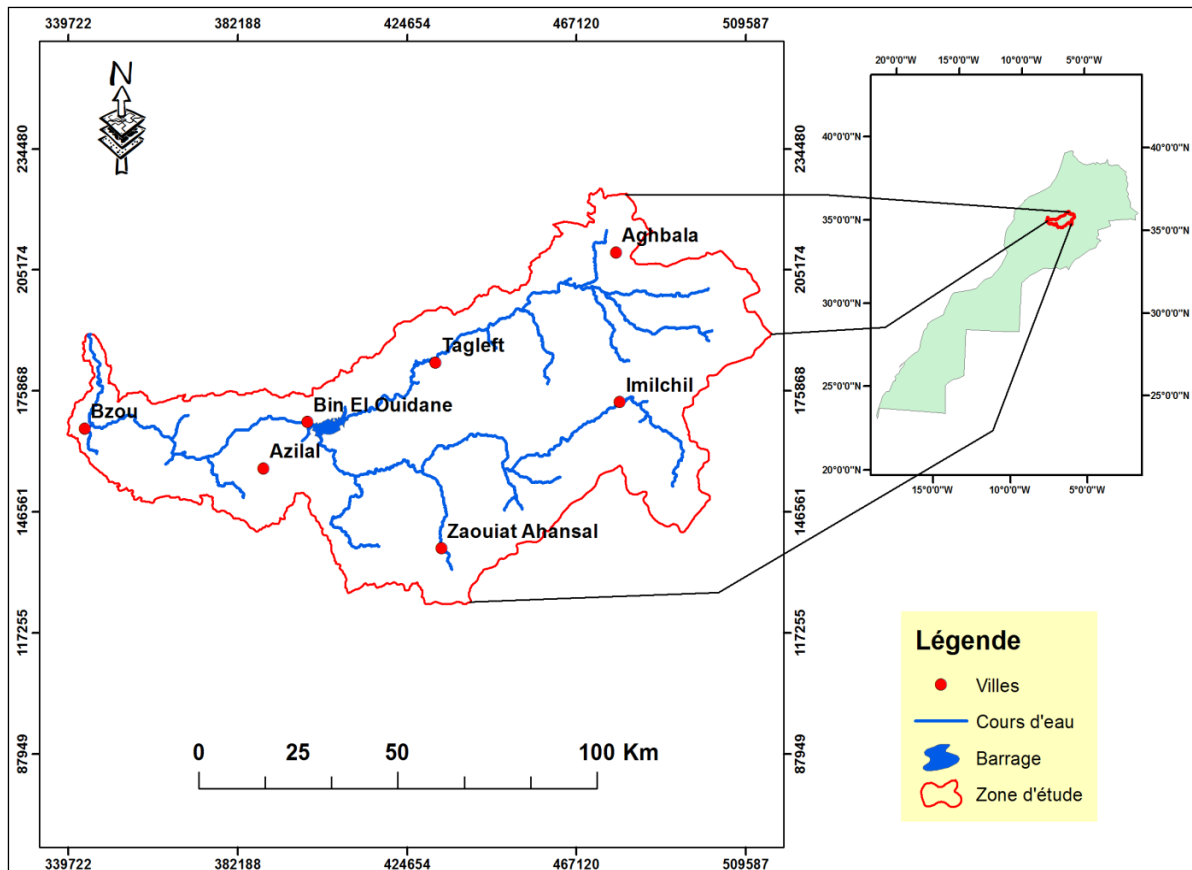 339722 382188 424654 467120 509587
N
234480
205174
175868
146561
117255
87949
234480
205174
175868
146561
117255
87949
Aghbala
Tagleft
Imilchil
Bzou
Bin El Ouidane
Azilal
Zaouiat Ahansal
0 25 50 100 Km
339722 382188 424654 467120 509587
20°0'0"W 15°0'0"W 10°0'0"W 5°0'0"W
40°0'0"N
35°0'0"N
30°0'0"N
25°0'0"N
20°0'0"N
40°0'0"N
35°0'0"N
30°0'0"N
25°0'0"N
15°0'0"W 10°0'0"W 5°0'0"W
Légende
Villes
Cours d'eau
Barrage
Zone d'étude